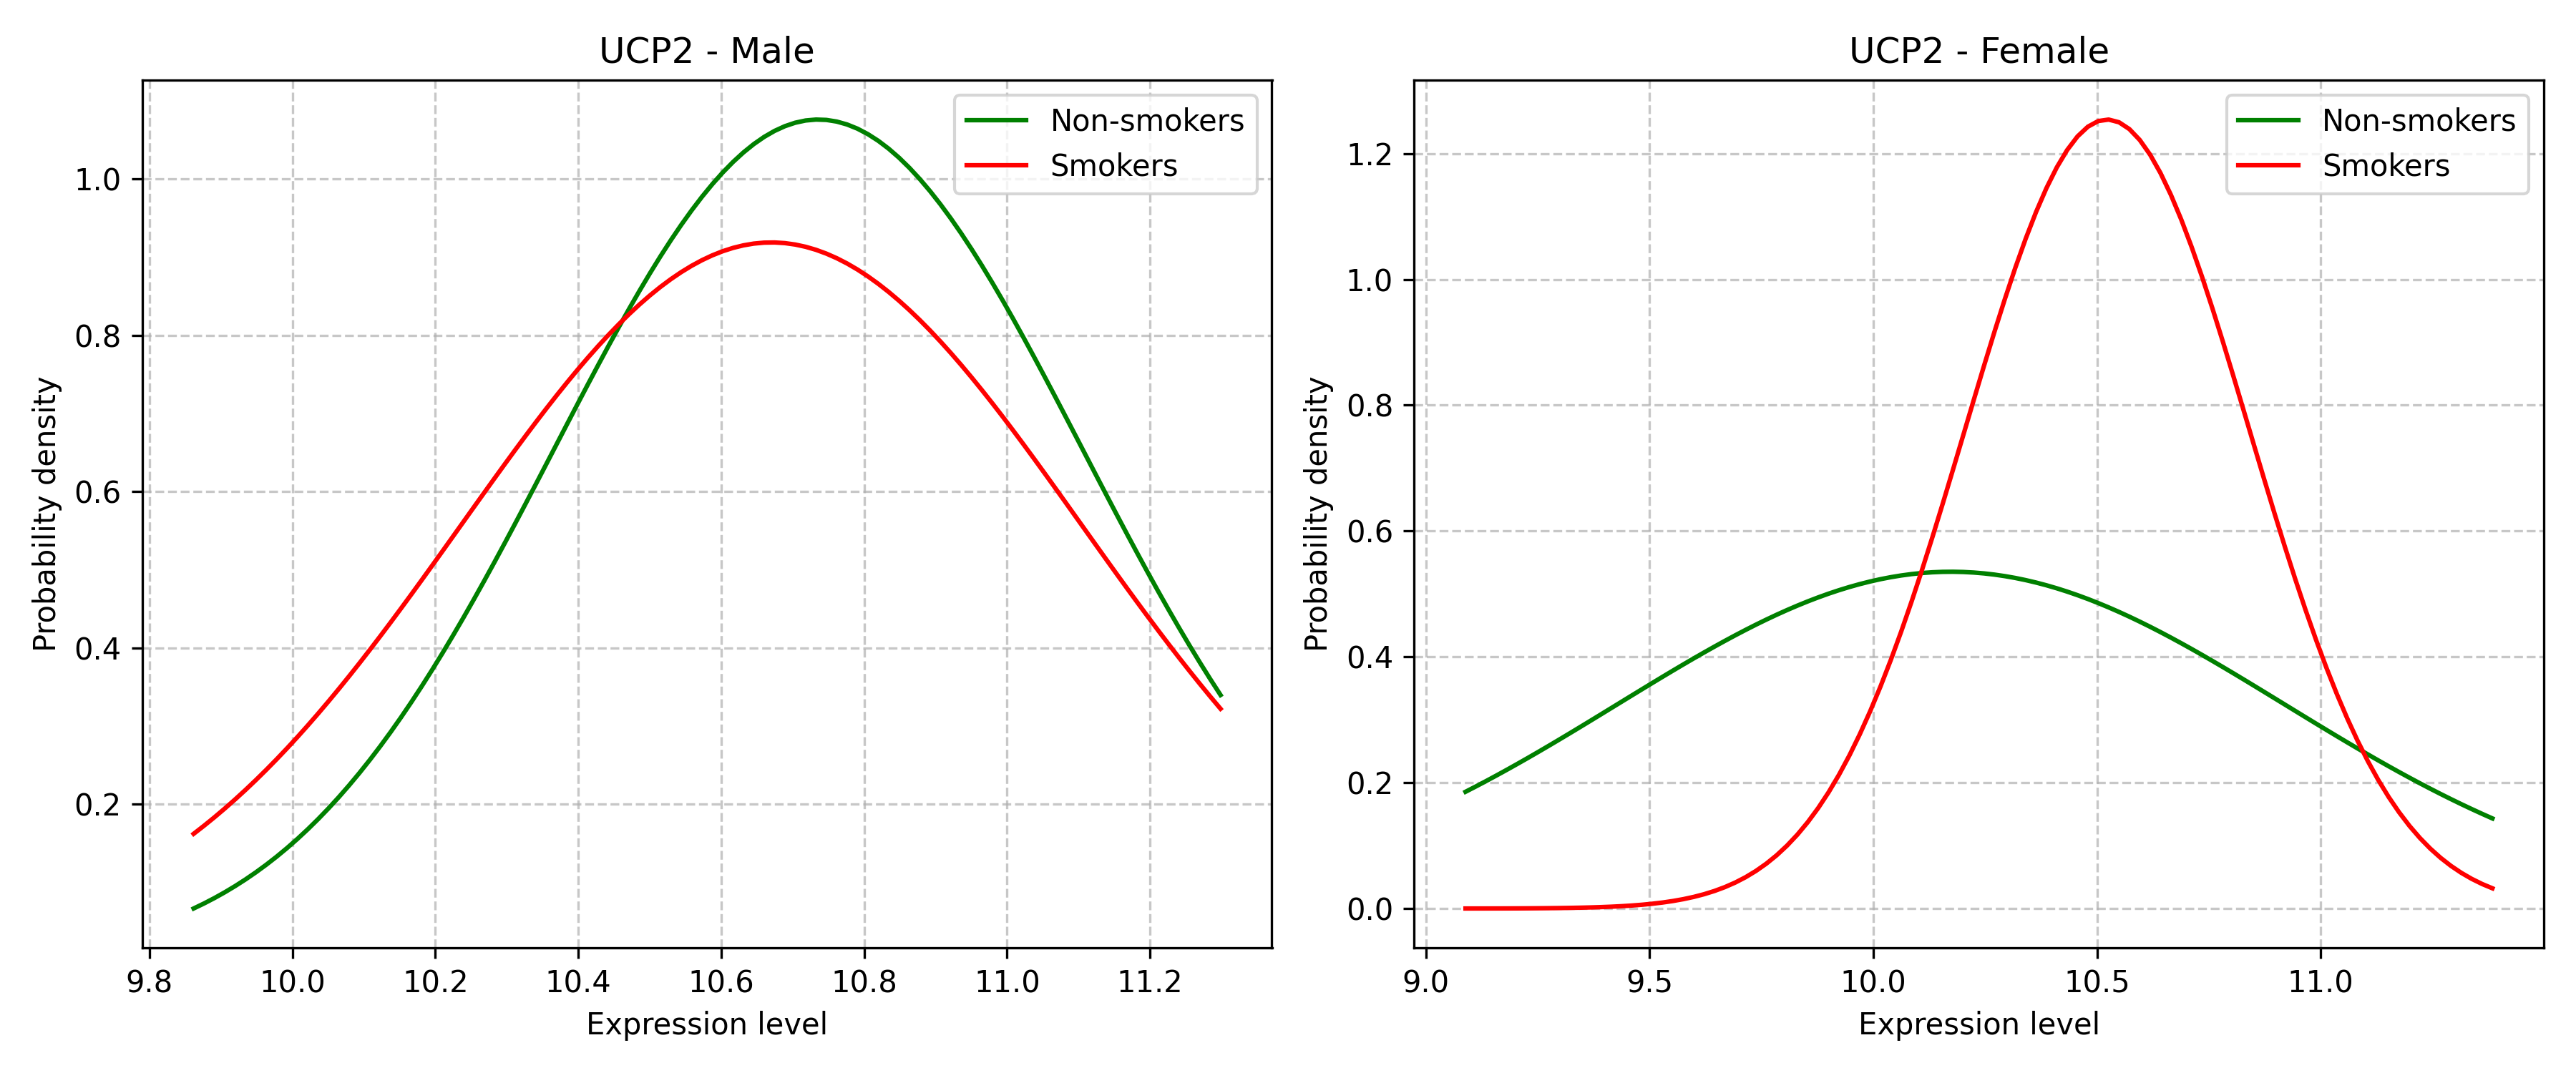 UCP2 - Male
Non-smokers
Smokers
1.0
0.8
0.6
0.4
0.2
Probability density
9.8 10.0 10.2 10.4 10.6 10.8 11.0 11.2
Expression level
UCP2 - Female
Non-smokers
Smokers
1.2
1.0
0.8
0.6
0.4
0.2
0.0
Probability density
9.0 9.5 10.0 10.5 11.0
Expression level